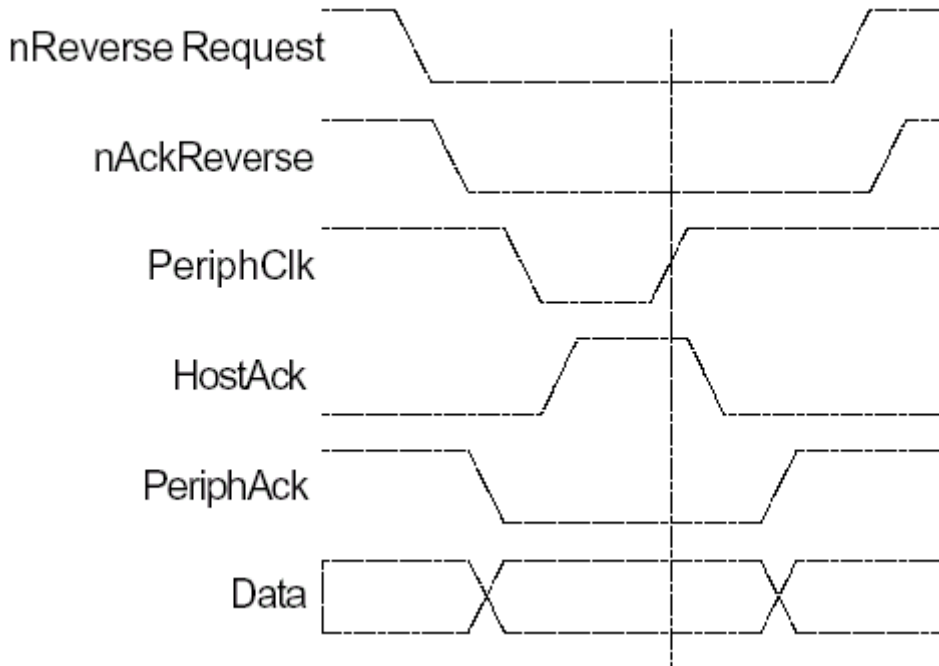 nReverse Request
nAckReverse
PeriphClk
HostAck
PeriphAck
Data